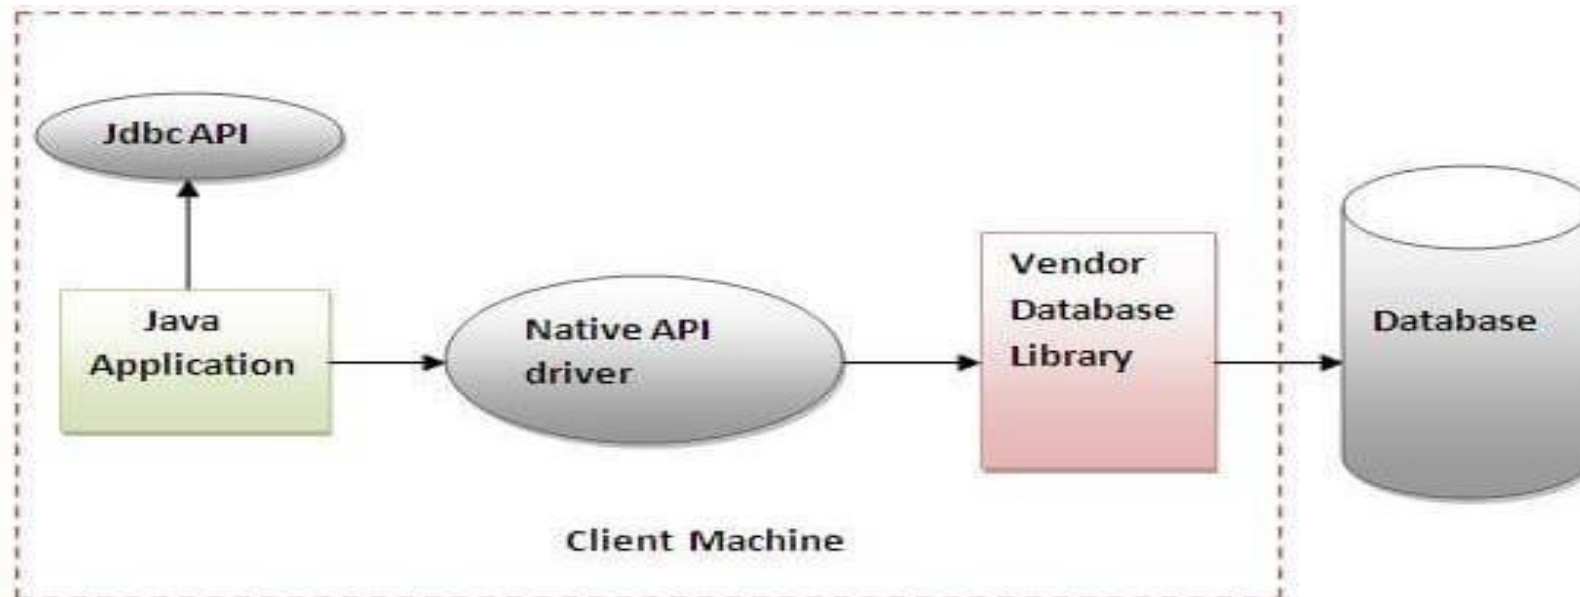 Jdbc API
Java
Application
Native API
driver
Vendor
Database
Library
Database
Client Machine